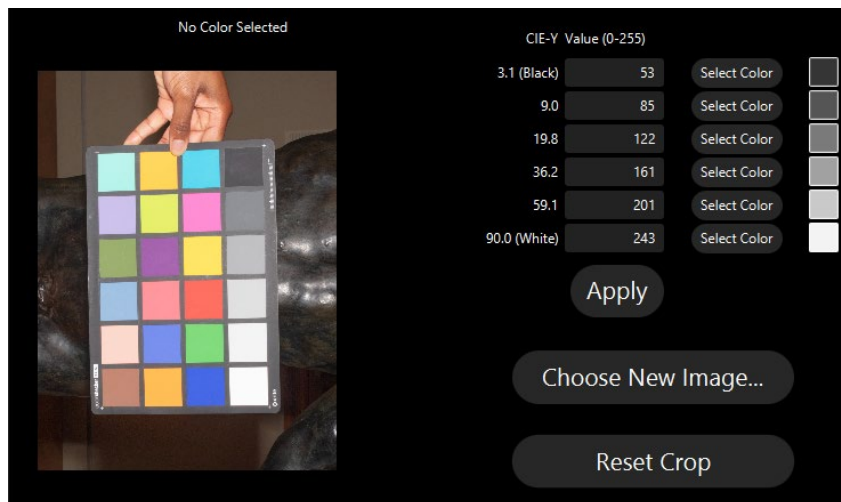 No Color Selected
CIE-Y Value (0-255)
3.1 (Black) 53 Select Color
9.0 85 Select Color
19.8 122 Select Color
36.2 161 Select Color
59.1 201 Select Color
90.0 (White) 243 Select Color
Apply
Choose New Image...
Reset Crop